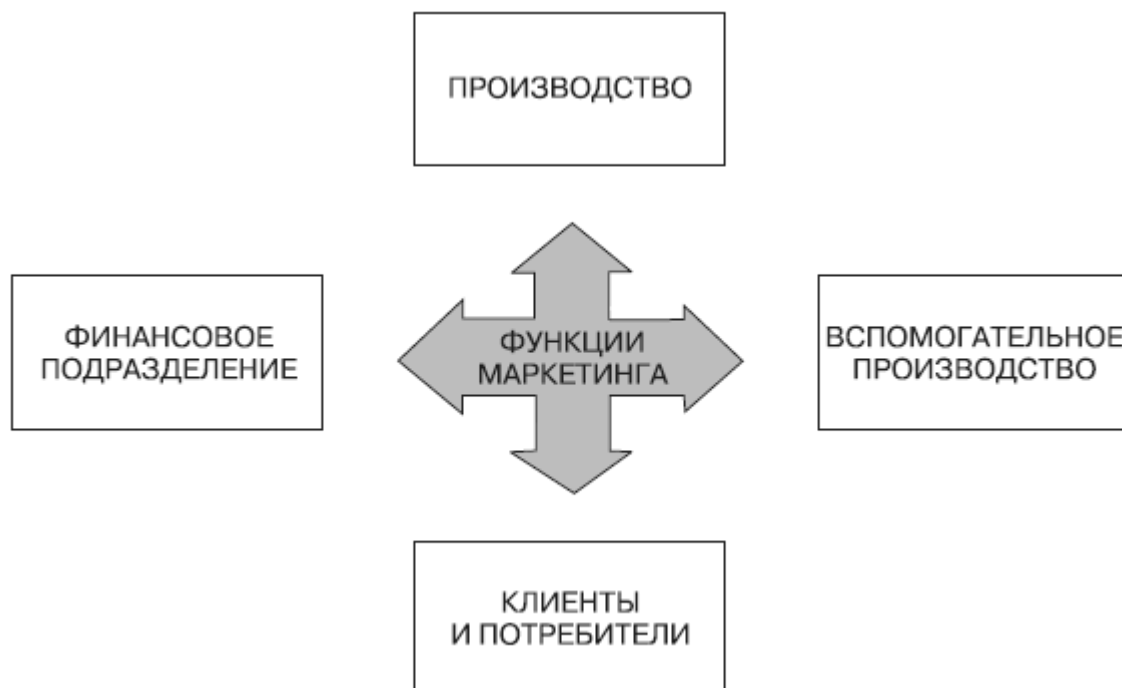 ПРОИЗВОДСТВО
ФИНАНСОВОЕ
ПОДРАЗДЕЛЕНИЕ
ФУНКЦИИ
МАРКЕТИНГА
ВСПОМОГАТЕЛЬНОЕ
ПРОИЗВОДСТВО
КЛИЕНТЫ
И ПОТРЕБИТЕЛИ